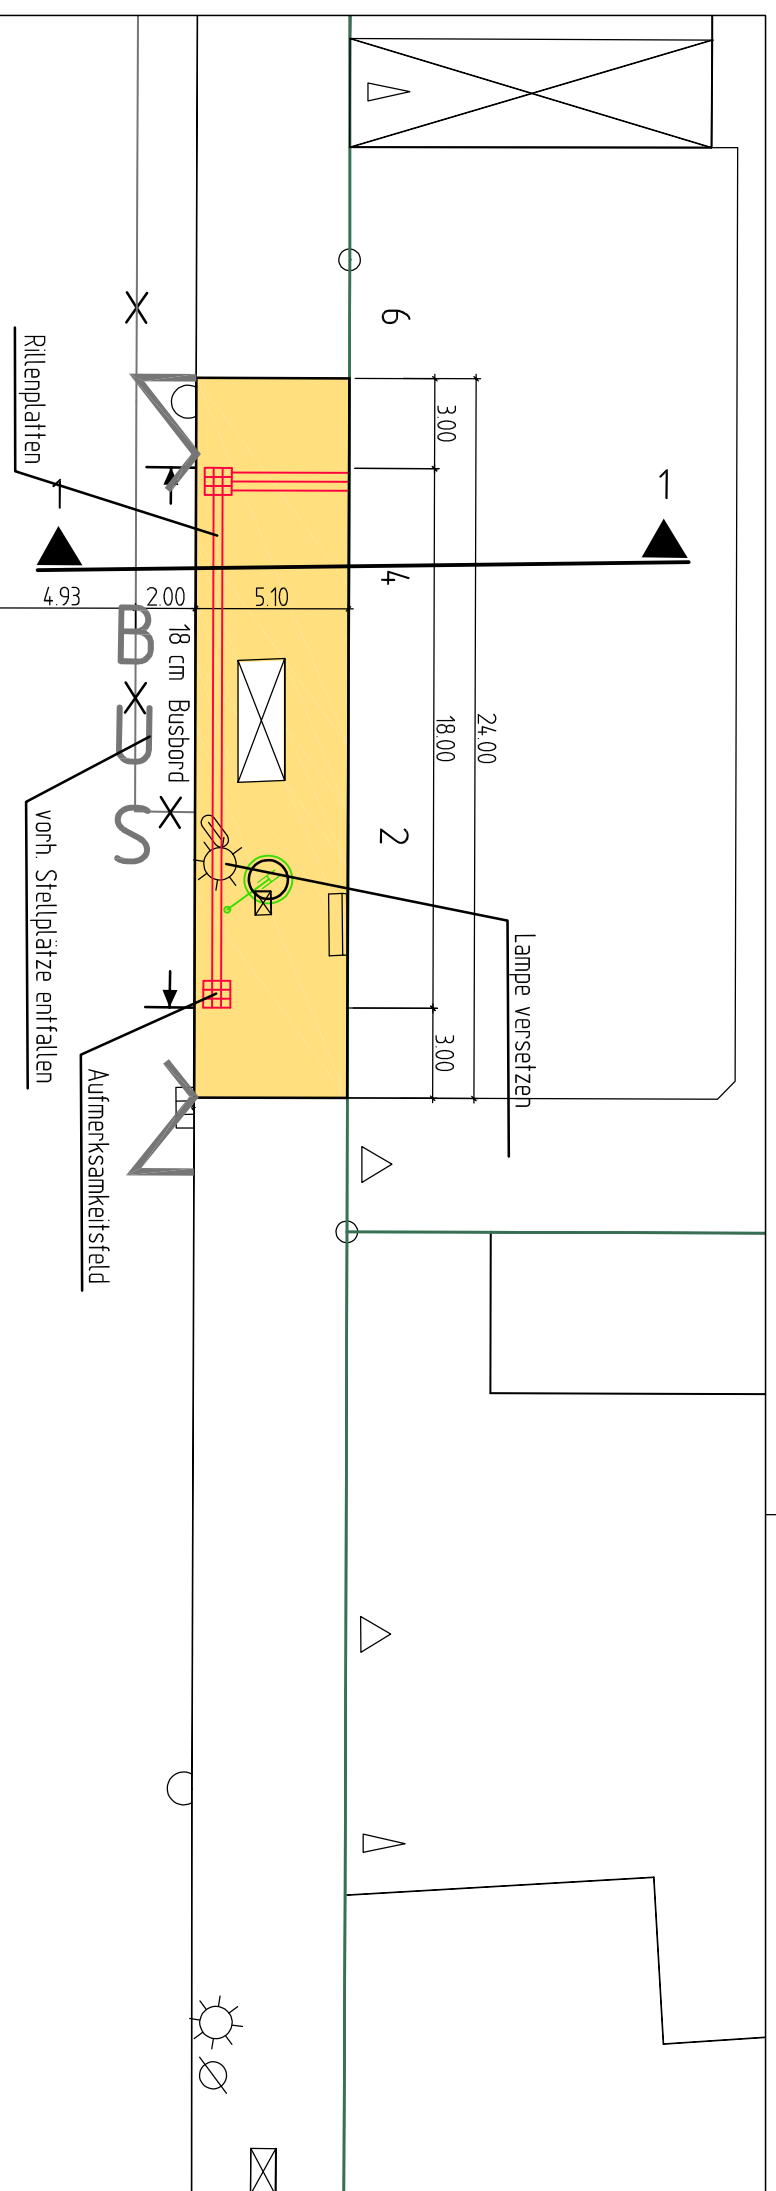 6
4
2
3.00
18.00
3.00
24.00
1
1
4.93
2.00
5.10
Rillenplatten
18 cm Busbord
BUS
vorh. Stellplätze entfallen
Lampe versetzen
Aufmerksamkeitsfeld